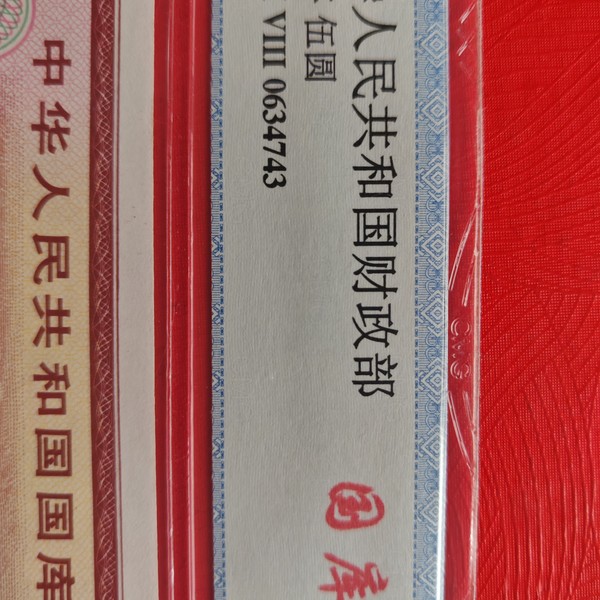 人民共和国财政部
伍圆
VIII 0634743
国库
C.M.G
中华人民共和国国库